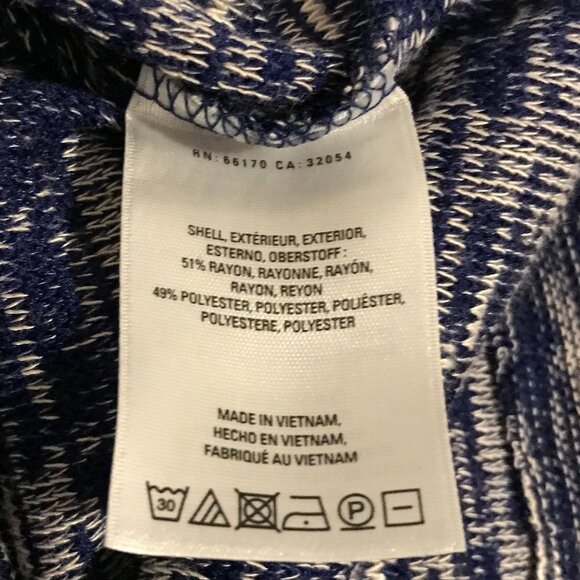 RN: 66170 CA: 32054
SHELL, EXTÉRIEUR, EXTERIOR,
ESTERNO, OBERSTOFF:
51% RAYON, RAYONNE, RAYÓN,
RAYON, REYON
49% POLYESTER, POLYESTER, POLIÉSTER,
POLYESTERE, POLYESTER
MADE IN VIETNAM,
HECHO EN VIETNAM,
FABRIQUÉ AU VIETNAM
30 P